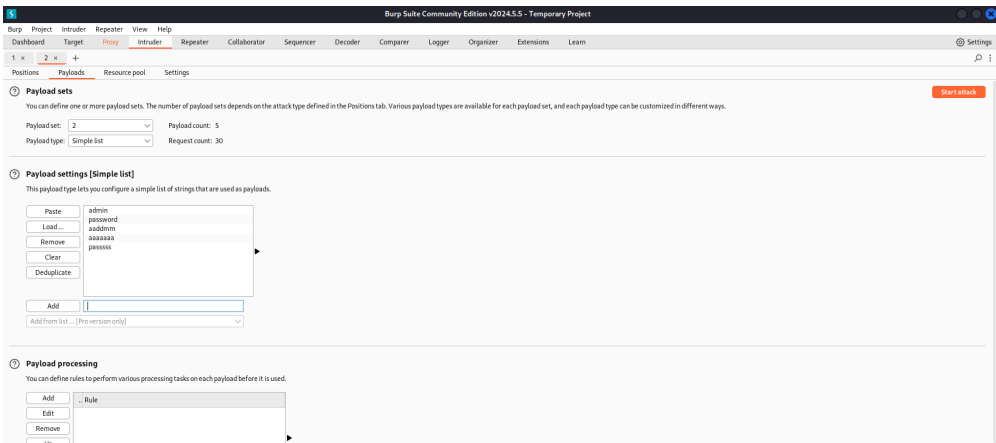 Burp Suite Community Edition v2024.5.5 - Temporary Project
Burp Project Intruder Repeater View Help
Dashboard Target Proxy Intruder Repeater Collaborator Sequencer Decoder Comparer Logger Organizer Extensions Learn Settings
1 × 2 × +
Positions Payloads Resource pool Settings
Payload sets
Start attack
You can define one or more payload sets. The number of payload sets depends on the attack type defined in the Positions tab. Various payload types are available for each payload set, and each payload type can be customized in different ways.
Payload set: 2 Payload count: 5
Payload type: Simple list Request count: 30
Payload settings [Simple list]
This payload type lets you configure a simple list of strings that are used as payloads.
Paste
Load ...
Remove
Clear
Deduplicate
admin
password
aaddmm
aaaaaaa
passsss
Add
Add from list ... [Pro version only]
Payload processing
You can define rules to perform various processing tasks on each payload before it is used.
Add
Edit
Remove
.. Rule